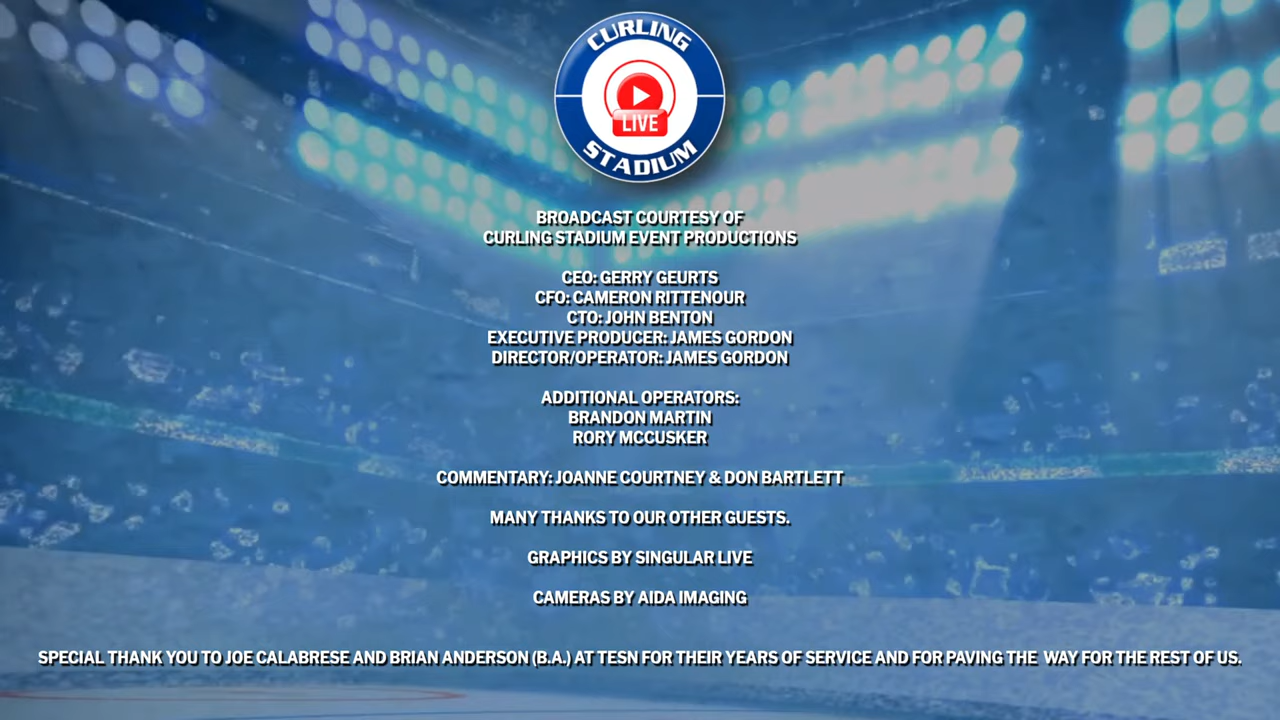 CURLING
LIVE
STADIUM
BROADCAST COURTESY OF
CURLING STADIUM EVENT PRODUCTIONS
CEO: GERRY GEURTS
CFO: CAMERON RITTENOUR
CTO: JOHN BENTON
EXECUTIVE PRODUCER: JAMES GORDON
DIRECTOR/OPERATOR: JAMES GORDON
ADDITIONAL OPERATORS:
BRANDON MARTIN
RORY MCCUSKER
COMMENTARY: JOANNE COURTNEY & DON BARTLETT
MANY THANKS TO OUR OTHER GUESTS.
GRAPHICS BY SINGULAR LIVE
CAMERAS BY AIDA IMAGING
SPECIAL THANK YOU TO JOE CALABRESE AND BRIAN ANDERSON (B.A.) AT TESN FOR THEIR YEARS OF SERVICE AND FOR PAVING THE WAY FOR THE REST OF US.